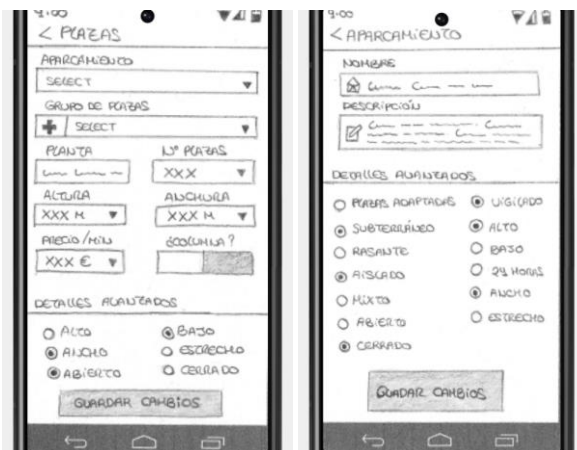 9:00
< PLAZAS
APARCAMIENTO
SELECT
GRUPO DE PLAZAS
SELECT
PLANTA
Nº PLAZAS
XXX
ALTURA
ANCHURA
XXX M
XXX M
PRECIO/MIN
¿COLUMNA?
XXX €
DETALLES AVANZADOS
ALTO
BAJO
ANCHO
ESTRECHO
ABIERTO
CERRADO
GUARDAR CAMBIOS
9:00
< APARCAMIENTO
NOMBRE
DESCRIPCIÓN
DETALLES AVANZADOS
PLAZAS ADAPTADAS
VIGILADO
SUBTERRÁNEO
ALTO
RASANTE
BAJO
AISLADO
24 HORAS
MIXTO
ANCHO
ABIERTO
ESTRECHO
CERRADO
GUADAR CAMBIOS